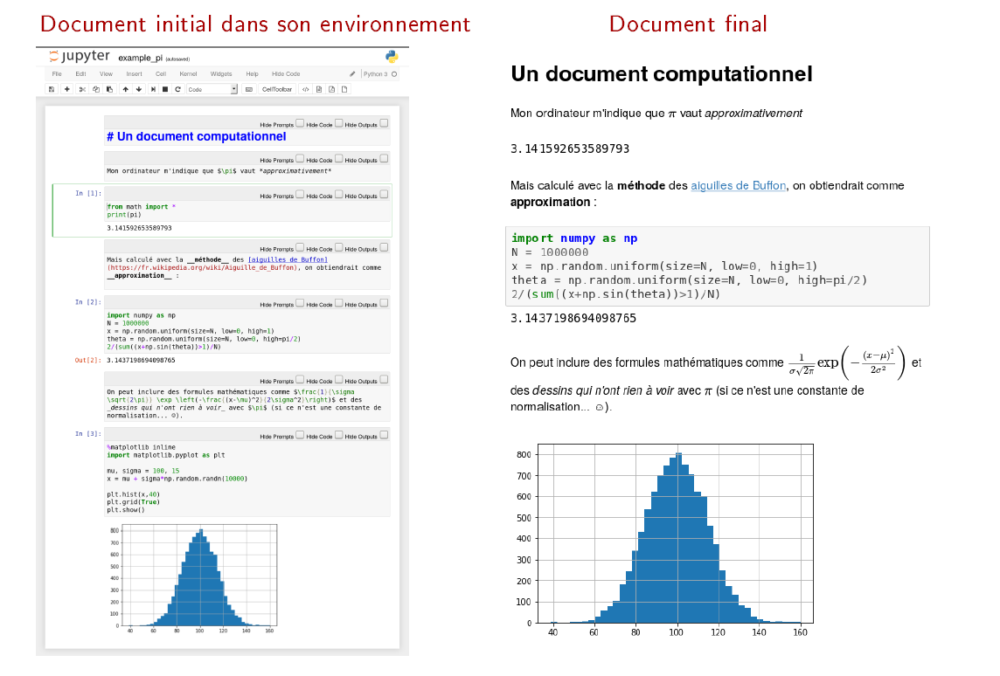 Document initial dans son environnement
jupyter example_pi (autosaved)
File Edit View Insert Cell Kernel Widgets Help Hide Code Python 3
Code CellToolbar
Hide Prompts Hide Code Hide Outputs
# Un document computationnel
Hide Prompts Hide Code Hide Outputs
Mon ordinateur m'indique que $\pi$ vaut *approximativement*
In [1]:
Hide Prompts Hide Code Hide Outputs
from math import *
print(pi)
3.141592653589793
Hide Prompts Hide Code Hide Outputs
Mais calculé avec la __méthode__ des [aiguilles de Buffon]
(https://fr.wikipedia.org/wiki/Aiguille_de_Buffon), on obtiendrait comme
__approximation__ :
In [2]:
Hide Prompts Hide Code Hide Outputs
import numpy as np
N = 1000000
x = np.random.uniform(size=N, low=0, high=1)
theta = np.random.uniform(size=N, low=0, high=pi/2)
2/(sum((x+np.sin(theta))>1)/N)
Out[2]: 3.1437198694098765
Hide Prompts Hide Code Hide Outputs
On peut inclure des formules mathématiques comme $\frac{1}{\sigma
\sqrt{2\pi}} \exp \left(-\frac{(x-\mu)^2}{2\sigma^2}\right)$ et des
_dessins qui n'ont rien à voir_ avec $\pi$ (si ce n'est une constante de
normalisation... ☺).
In [3]:
Hide Prompts Hide Code Hide Outputs
%matplotlib inline
import matplotlib.pyplot as plt
mu, sigma = 100, 15
x = mu + sigma*np.random.randn(10000)
plt.hist(x,40)
plt.grid(True)
plt.show()
800
700
600
500
400
300
200
100
0
40 60 80 100 120 140 160
Document final
Un document computationnel
Mon ordinateur m'indique que π vaut approximativement
3.141592653589793
Mais calculé avec la méthode des aiguilles de Buffon, on obtiendrait comme
approximation :
import numpy as np
N = 1000000
x = np.random.uniform(size=N, low=0, high=1)
theta = np.random.uniform(size=N, low=0, high=pi/2)
2/(sum((x+np.sin(theta))>1)/N)
3.1437198694098765
On peut inclure des formules mathématiques comme 1/(σ√2π) exp(−(x−μ)²/2σ²) et
des dessins qui n'ont rien à voir avec π (si ce n'est une constante de
normalisation... ☺).
800
700
600
500
400
300
200
100
0
40 60 80 100 120 140 160